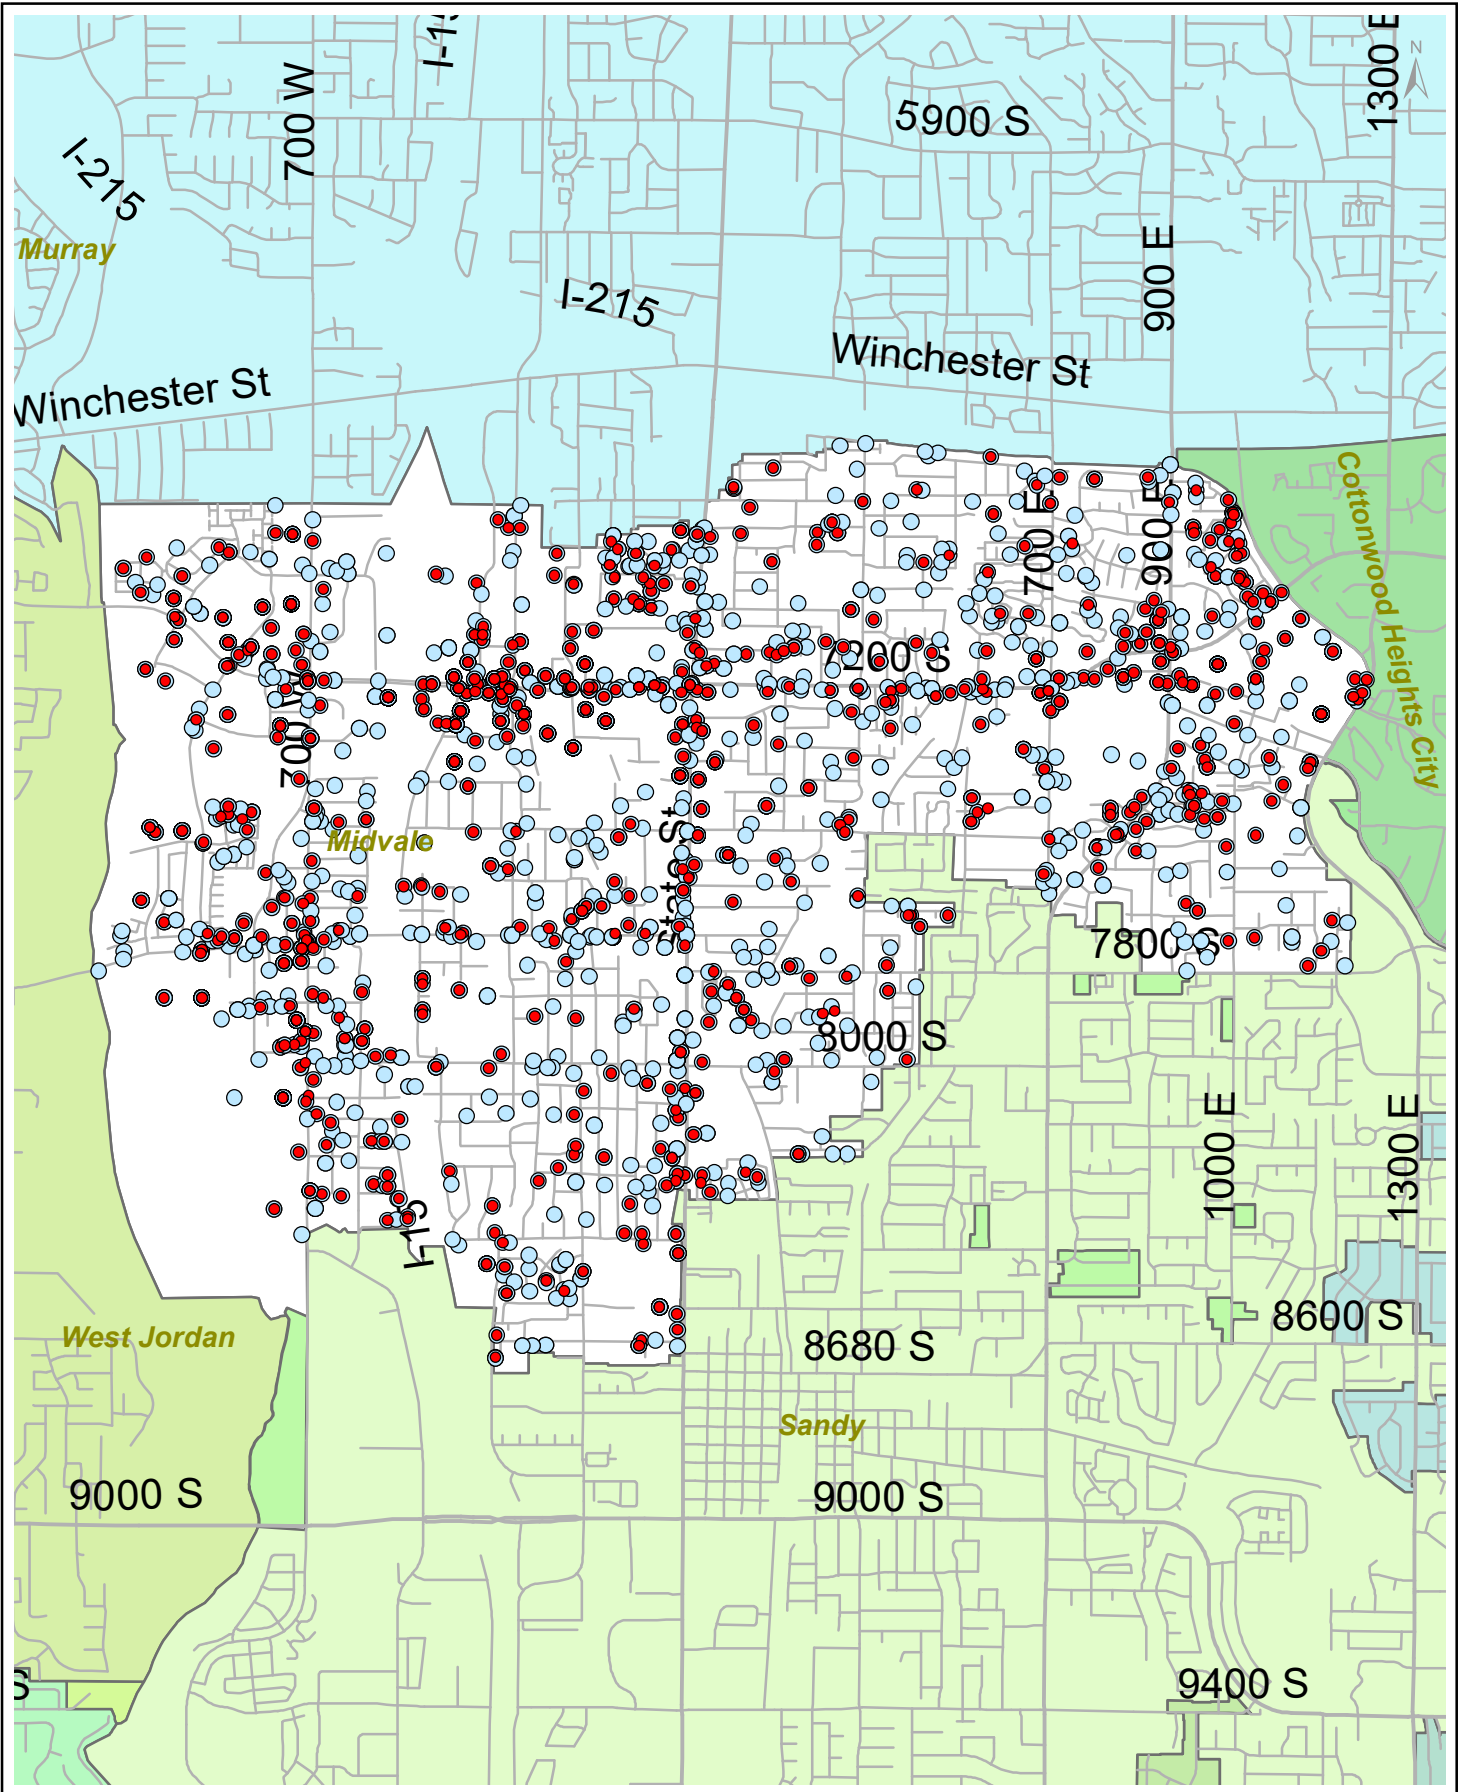 I-15
1300 E
N
700 W
5900 S
I-215
Murray
900 E
I-215
Winchester St
Winchester St
Cottonwood Heights City
700 E
900 E
7200 S
700 W
Midvale
State St
7800 S
8000 S
1000 E
1300 E
I-15
8600 S
West Jordan
8680 S
Sandy
9000 S
9000 S
9400 S
S